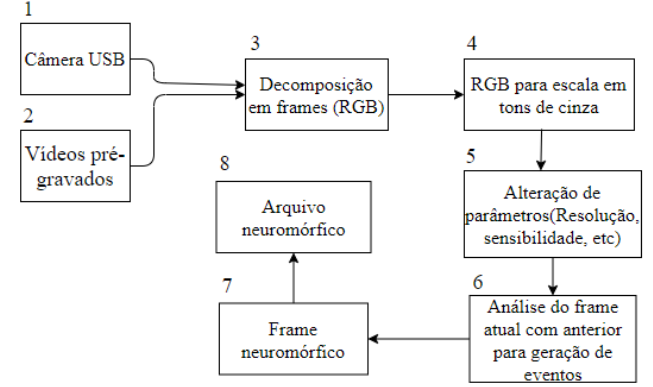 1
Câmera USB
2
Vídeos pré-
gravados
3
Decomposição
em frames (RGB)
4
RGB para escala em
tons de cinza
5
Alteração de
parâmetros(Resolução,
sensibilidade, etc)
6
Análise do frame
atual com anterior
para geração de
eventos
7
Frame
neuromórfico
8
Arquivo
neuromórfico